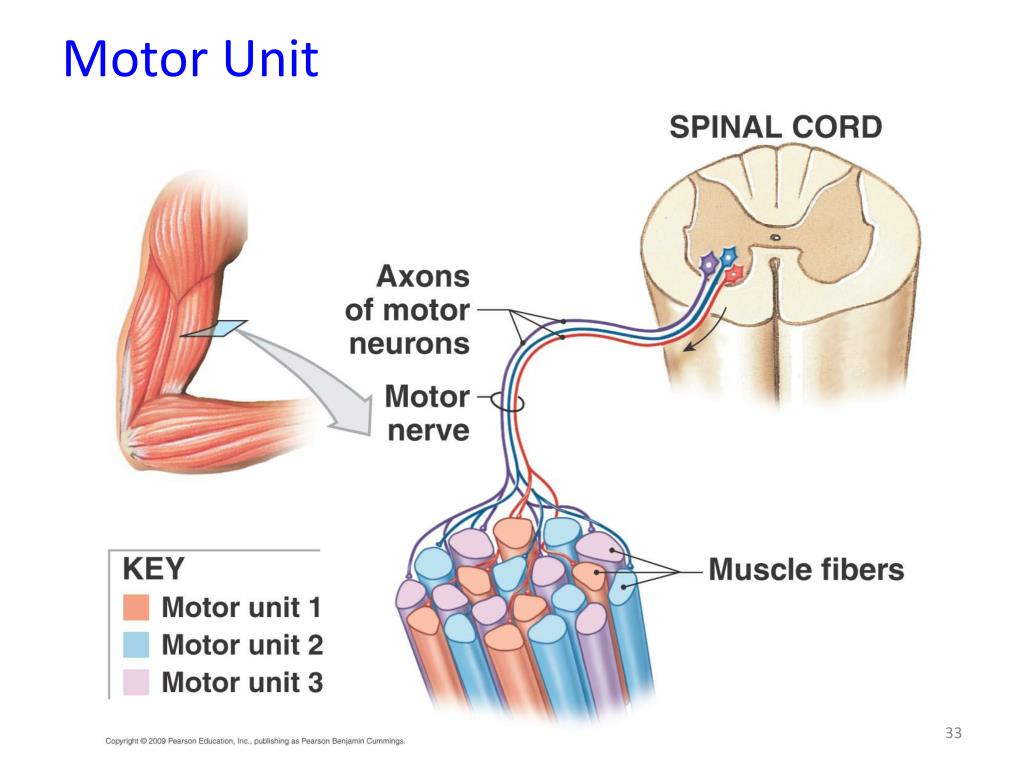 Motor Unit
SPINAL CORD
Axons
of motor
neurons
Motor
nerve
Muscle fibers
KEY
Motor unit 1
Motor unit 2
Motor unit 3
Copyright © 2009 Pearson Education, Inc., publishing as Pearson Benjamin Cummings.
33